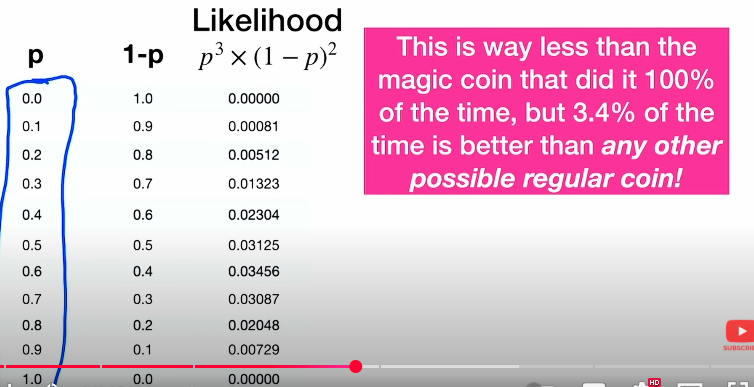 Likelihood
p 1-p p³ × (1 − p)²
0.0 1.0 0.00000
0.1 0.9 0.00081
0.2 0.8 0.00512
0.3 0.7 0.01323
0.4 0.6 0.02304
0.5 0.5 0.03125
0.6 0.4 0.03456
0.7 0.3 0.03087
0.8 0.2 0.02048
0.9 0.1 0.00729
1.0 0.0 0.00000
This is way less than the
magic coin that did it 100%
of the time, but 3.4% of the
time is better than any other
possible regular coin!
HD